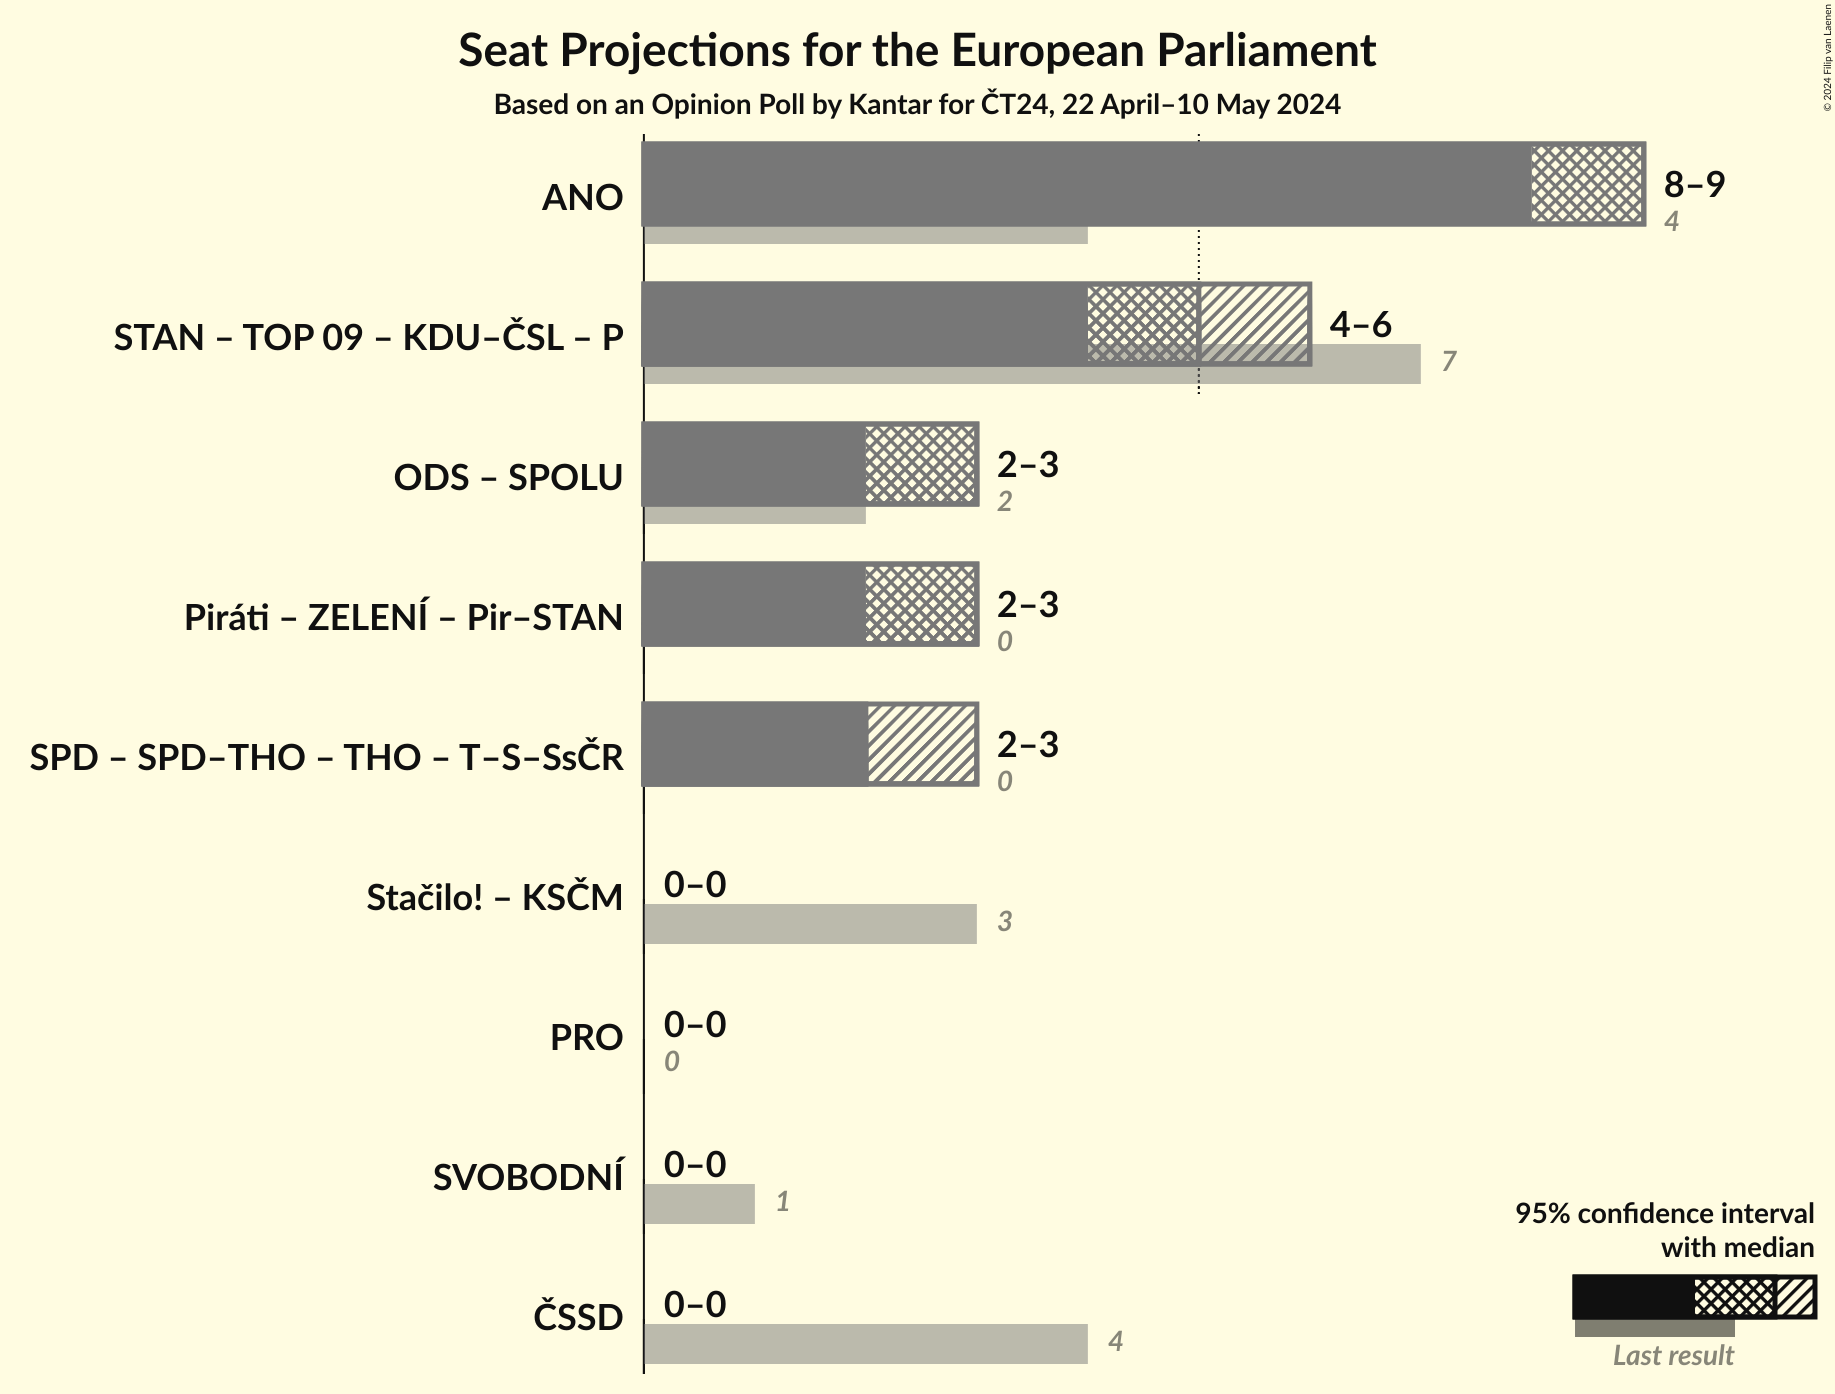 Seat Projections for the European Parliament
Based on an Opinion Poll by Kantar for ČT24, 22 April–10 May 2024
© 2024 Filip van Laenen
ANO
8–9
4
STAN – TOP 09 – KDU–ČSL – P
4–6
7
ODS – SPOLU
2–3
2
Piráti – ZELENÍ – Pir–STAN
2–3
0
SPD – SPD–THO – THO – T–S–SsČR
2–3
0
Stačilo! – KSČM
0–0
3
PRO
0–0
0
SVOBODNÍ
0–0
1
ČSSD
0–0
4
95% confidence interval
with median
Last result